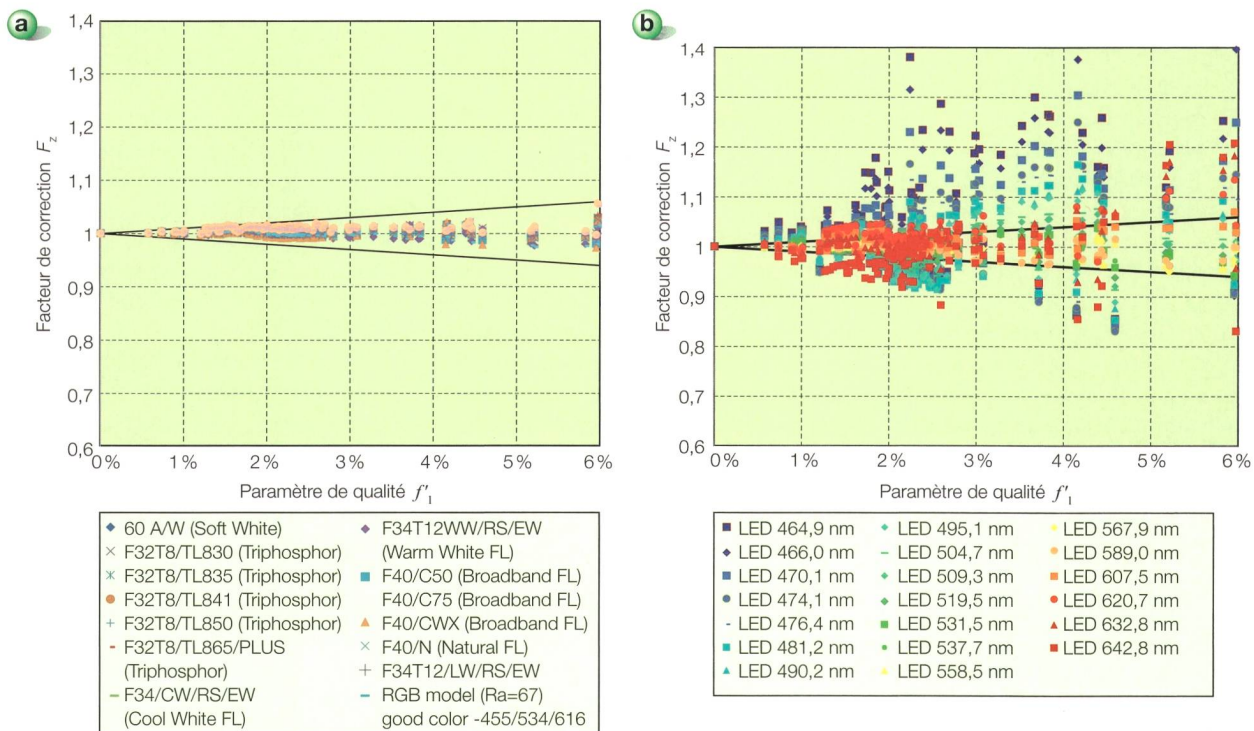 a
1,4
1,3
1,2
1,1
1
0,9
0,8
0,7
0,6
Facteur de correction Fz
0% 1% 2% 3% 4% 5% 6%
Paramètre de qualité f'1
60 A/W (Soft White)
F32T8/TL830 (Triphosphor)
F32T8/TL835 (Triphosphor)
F32T8/TL841 (Triphosphor)
F32T8/TL850 (Triphosphor)
F32T8/TL865/PLUS
(Triphosphor)
F34/CW/RS/EW
(Cool White FL)
F34T12WW/RS/EW
(Warm White FL)
F40/C50 (Broadband FL)
F40/C75 (Broadband FL)
F40/CWX (Broadband FL)
F40/N (Natural FL)
F34T12/LW/RS/EW
RGB model (Ra=67)
good color -455/534/616
b
1,4
1,3
1,2
1,1
1
0,9
0,8
0,7
0,6
Facteur de correction Fz
0% 1% 2% 3% 4% 5% 6%
Paramètre de qualité f'1
LED 464,9 nm
LED 466,0 nm
LED 470,1 nm
LED 474,1 nm
LED 476,4 nm
LED 481,2 nm
LED 490,2 nm
LED 495,1 nm
LED 504,7 nm
LED 509,3 nm
LED 519,5 nm
LED 531,5 nm
LED 537,7 nm
LED 558,5 nm
LED 567,9 nm
LED 589,0 nm
LED 607,5 nm
LED 620,7 nm
LED 632,8 nm
LED 642,8 nm